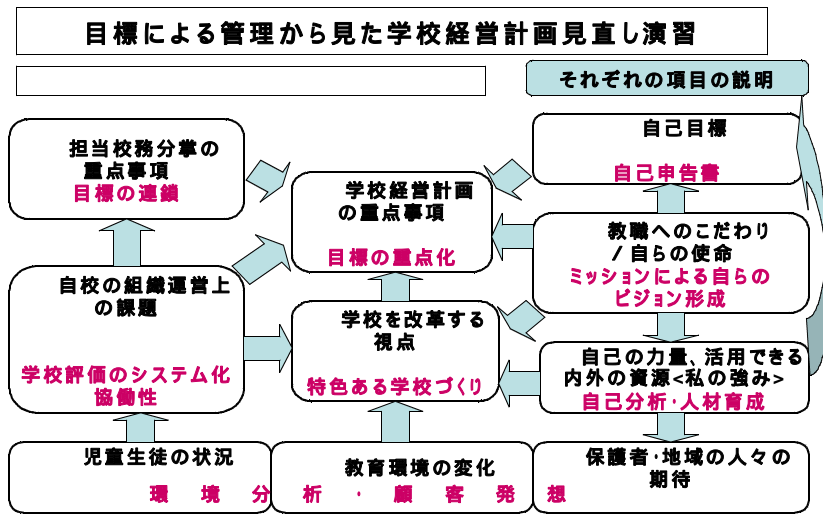 目標による管理から見た学校経営計画見直し演習
それぞれの項目の説明
担当校務分掌の
重点事項
目標の連鎖
学校経営計画
の重点事項
目標の重点化
自己目標
自己申告書
教職へのこだわり
/自らの使命
ミッションによる自らの
ビジョン形成
自校の組織運営上
の課題
学校評価のシステム化
協働性
学校を改革する
視点
特色ある学校づくり
自己の力量、活用できる
内外の資源<私の強み>
自己分析・人材育成
児童生徒の状況
教育環境の変化
保護者・地域の人々の
期待
環境分析・顧客発想